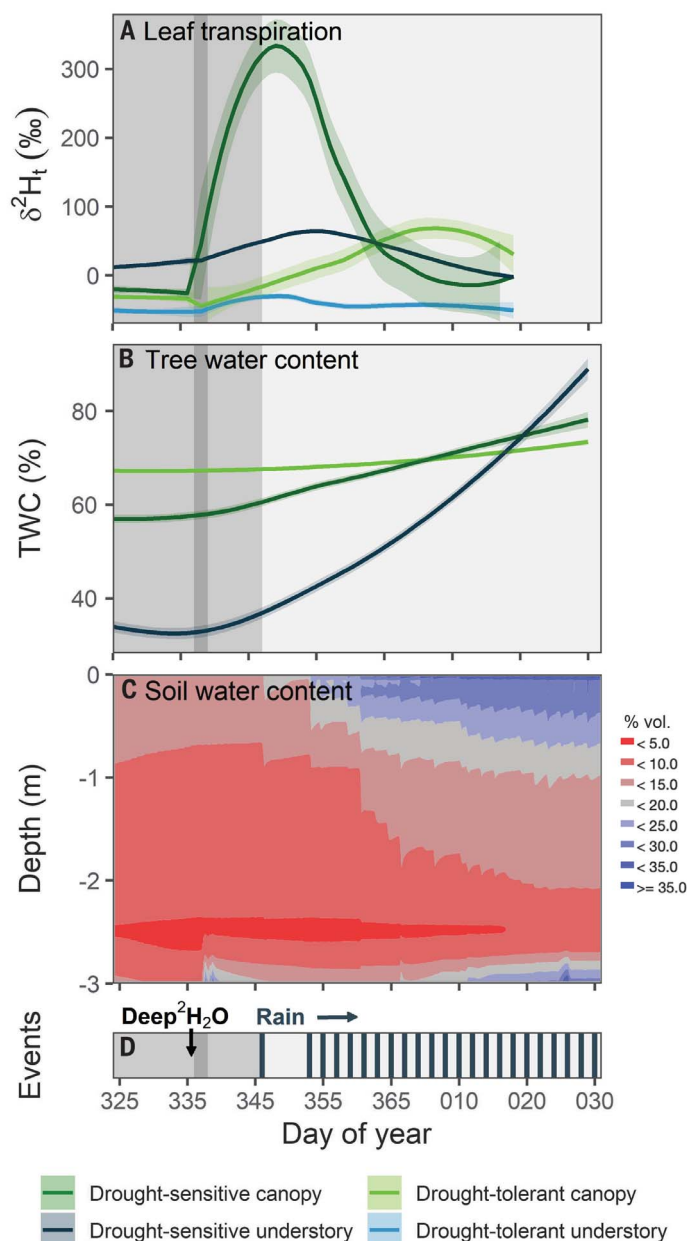 A Leaf transpiration
300
200
100
0
δ²Hₜ (‰)
B Tree water content
80
60
40
TWC (%)
C Soil water content
0
-1
-2
-3
Depth (m)
% vol.
< 5.0
< 10.0
< 15.0
< 20.0
< 25.0
< 30.0
< 35.0
>= 35.0
Deep²H₂O Rain
D
Events
325 335 345 355 365 010 020 030
Day of year
Drought-sensitive canopy Drought-tolerant canopy
Drought-sensitive understory Drought-tolerant understory